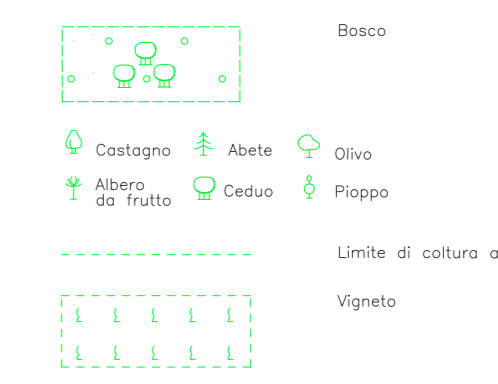 Bosco
Castagno
Abete
Olivo
Albero
da frutto
Ceduo
Pioppo
Limite di coltura a
Vigneto